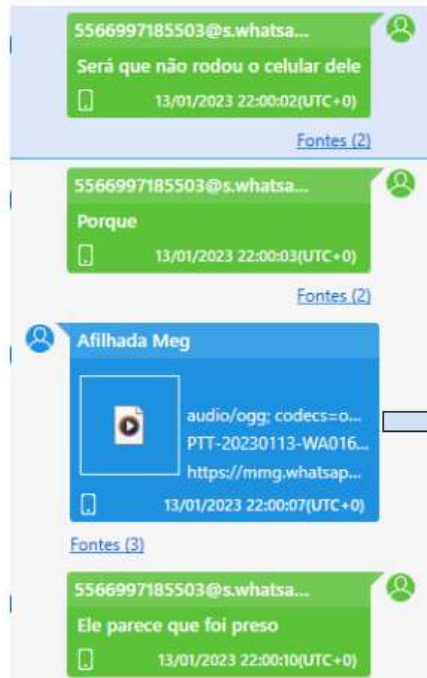 5566997185503@s.whatsa...
Será que não rodou o celular dele
13/01/2023 22:00:02(UTC+0)
Fontes (2)
5566997185503@s.whatsa...
Porque
13/01/2023 22:00:03(UTC+0)
Fontes (2)
Afilhada Meg
audio/ogg; codecs=o...
PTT-20230113-WA016...
https://mmg.whatsap...
13/01/2023 22:00:07(UTC+0)
Fontes (3)
5566997185503@s.whatsa...
Ele parece que foi preso
13/01/2023 22:00:10(UTC+0)